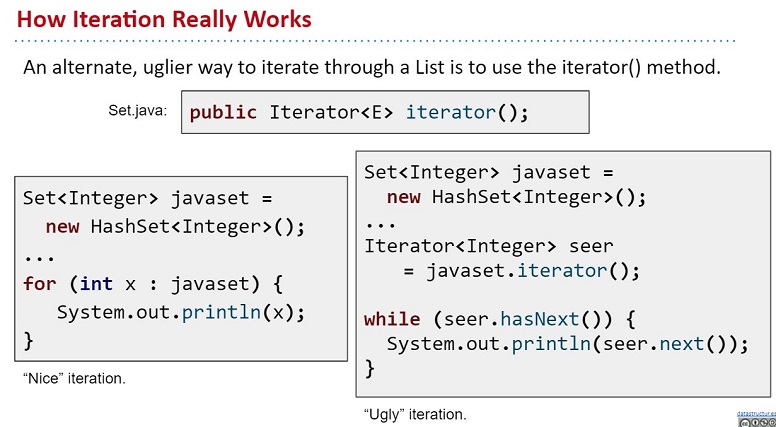 How Iteration Really Works
An alternate, uglier way to iterate through a List is to use the iterator() method.
Set.java:
public Iterator<E> iterator();
Set<Integer> javaset =
new HashSet<Integer>();
...
for (int x : javaset) {
System.out.println(x);
}
“Nice” iteration.
Set<Integer> javaset =
new HashSet<Integer>();
...
Iterator<Integer> seer
= javaset.iterator();
while (seer.hasNext()) {
System.out.println(seer.next());
}
“Ugly” iteration.